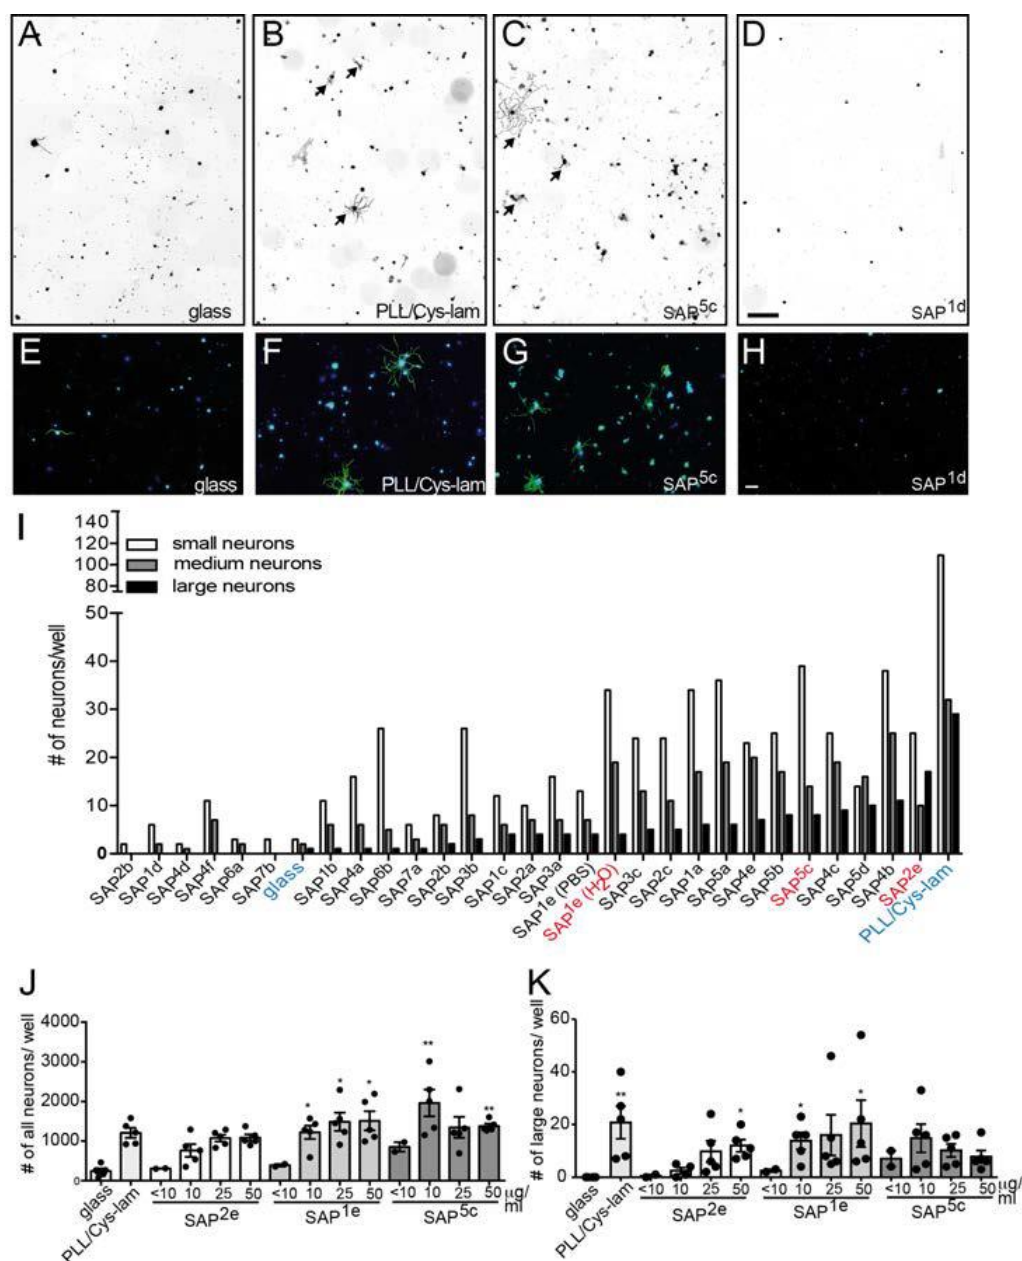 A
B
C
D
glass
PLL/Cys-lam
SAP5c
SAP1d
E
F
G
H
glass
PLL/Cys-lam
SAP5c
SAP1d
I
140
120
100
80
small neurons
medium neurons
large neurons
50
40
30
20
10
0
# of neurons/well
SAP2b
SAP1d
SAP4d
SAP4f
SAP6a
SAP7b
glass
SAP1b
SAP4a
SAP6b
SAP7a
SAP2b
SAP3b
SAP1c
SAP2a
SAP3a
SAP1e (PBS)
SAP1e (H2O)
SAP3c
SAP2c
SAP1a
SAP5a
SAP4e
SAP5b
SAP5c
SAP4c
SAP5d
SAP4b
SAP2e
PLL/Cys-lam
J
# of all neurons/ well
4000
3000
2000
1000
0
* * * ** **
glass
PLL/Cys-lam
<10 10 25 50 <10 10 25 50 <10 10 25 50 μg/ml
SAP2e SAP1e SAP5c
K
# of large neurons/ well
60
40
20
0
** * * *
glass
PLL/Cys-lam
<10 10 25 50 <10 10 25 50 <10 10 25 50 μg/ml
SAP2e SAP1e SAP5c